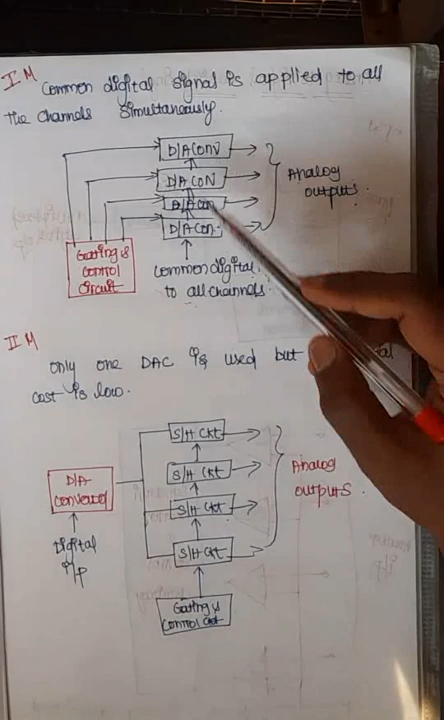 I M Common digital signal is applied to all
the channels simultaneously.
D/A Conv
D/A CoN
D/A Con
D/A Con.
Analog
outputs.
Gating &
control
circuit
Common digital
to all channels.
II M
only one DAC is used but
cost is low.
S/H Ckt
S/H Ckt
S/H Ckt
S/H Ckt
D/A
Converter
Analog
outputs.
Digital
i/p
Gating &
control ckt